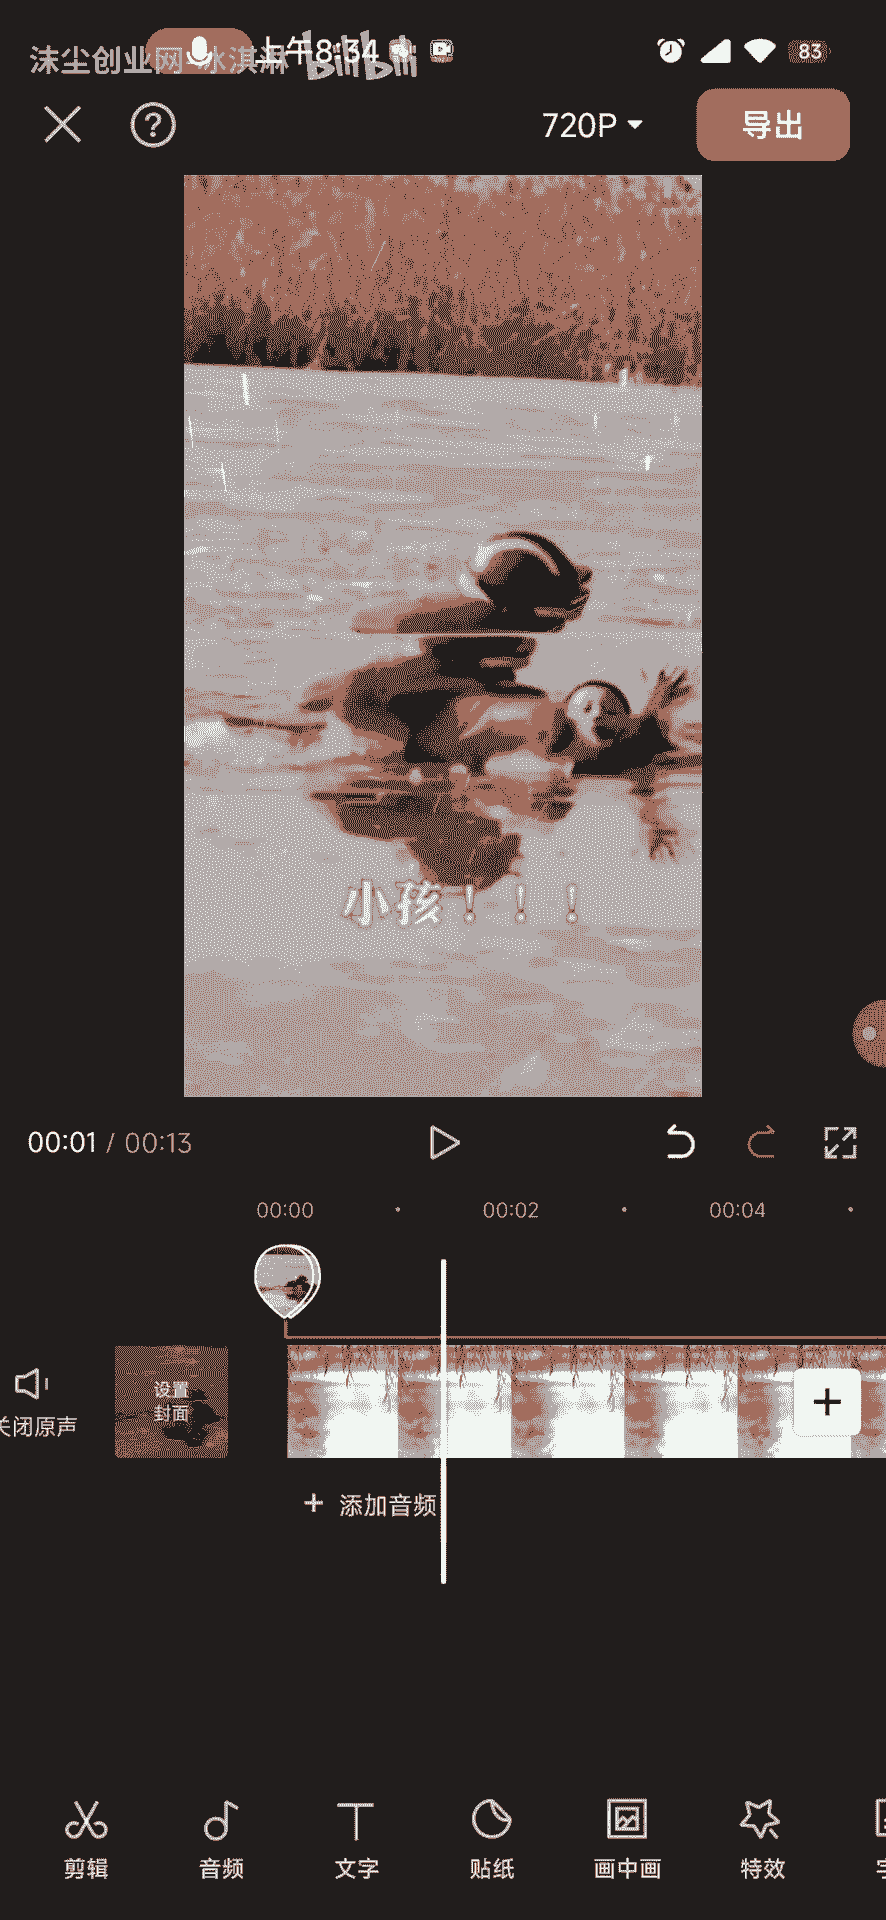 沫尘创业网-冰淇淋 bilibili
上午8:34
83
720P
导出
小孩！！！
00:01 / 00:13
00:00
00:02
00:04
设置
封面
关闭原声
+ 添加音频
剪辑
音频
文字
贴纸
画中画
特效